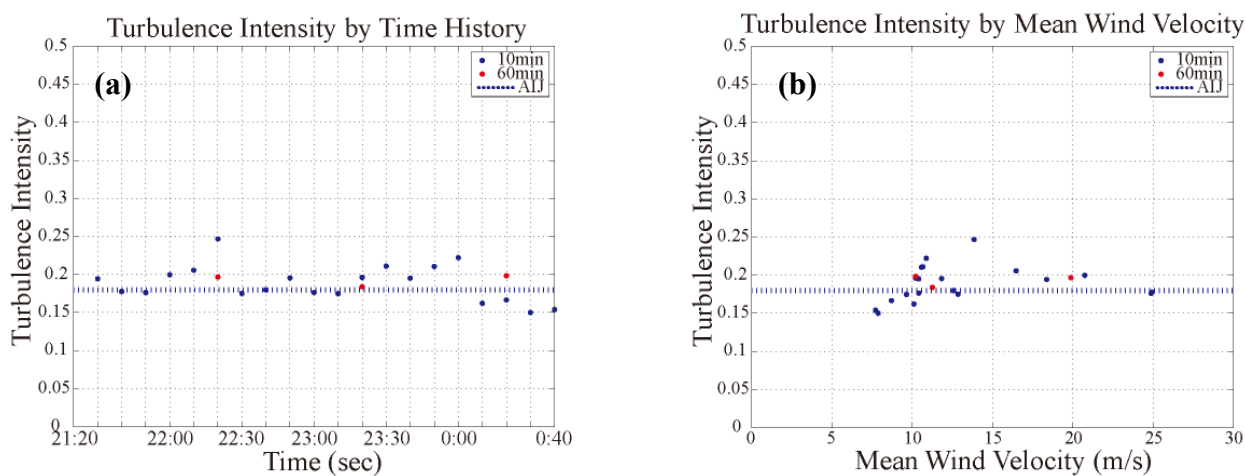 Turbulence Intensity by Time History
(a)
10min
60min
AIJ
Turbulence Intensity
0.5
0.45
0.4
0.35
0.3
0.25
0.2
0.15
0.1
0.05
0
21:20
22:00
22:30
23:00
23:30
0:00
0:40
Time (sec)
Turbulence Intensity by Mean Wind Velocity
(b)
10min
60min
AIJ
Turbulence Intensity
0.5
0.45
0.4
0.35
0.3
0.25
0.2
0.15
0.1
0.05
0
0
5
10
15
20
25
30
Mean Wind Velocity (m/s)